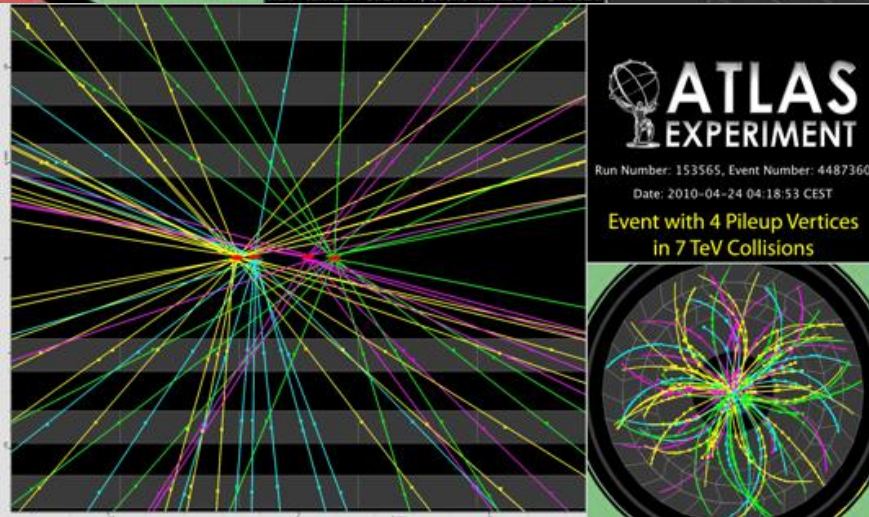 ATLAS
EXPERIMENT
Run Number: 153565, Event Number: 4487360
Date: 2010-04-24 04:18:53 CEST
Event with 4 Pileup Vertices
in 7 TeV Collisions